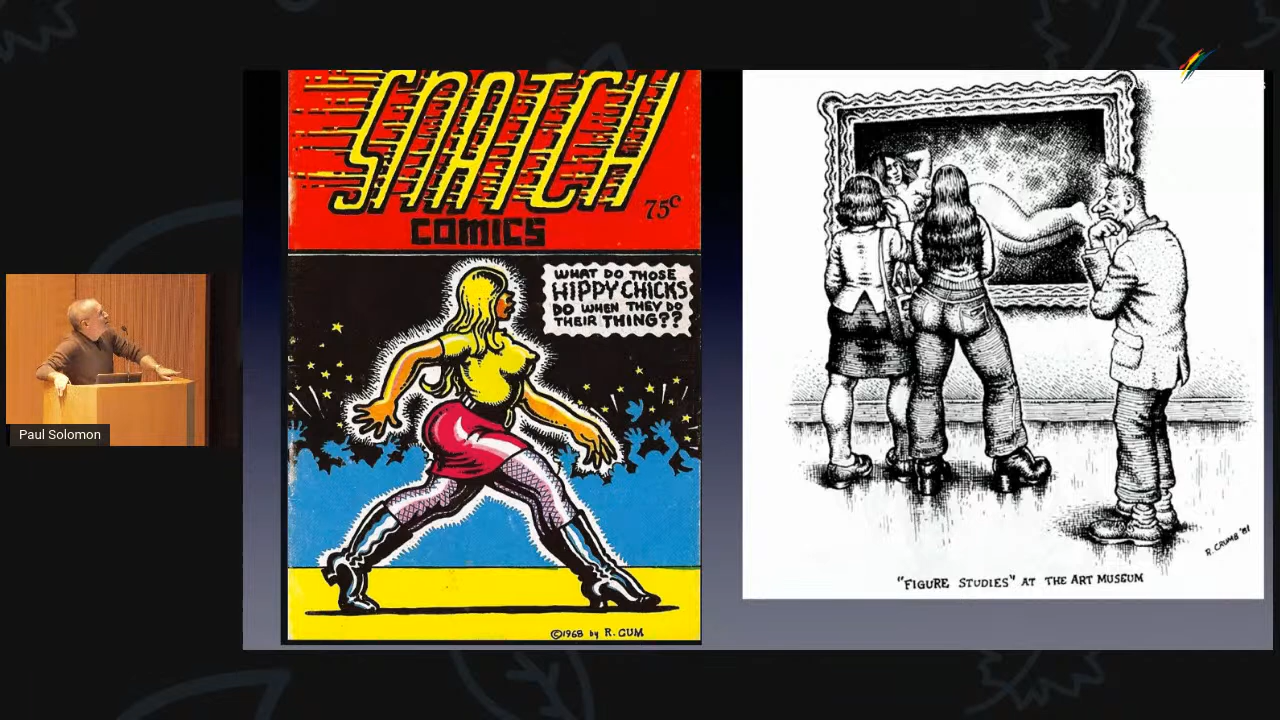 SNATCH
COMICS
75¢
WHAT DO THOSE
HIPPY CHICKS
DO WHEN THEY DO
THEIR THING??
©1968 by R. CUM
R. CRUMB '81
"FIGURE STUDIES" AT THE ART MUSEUM
Paul Solomon